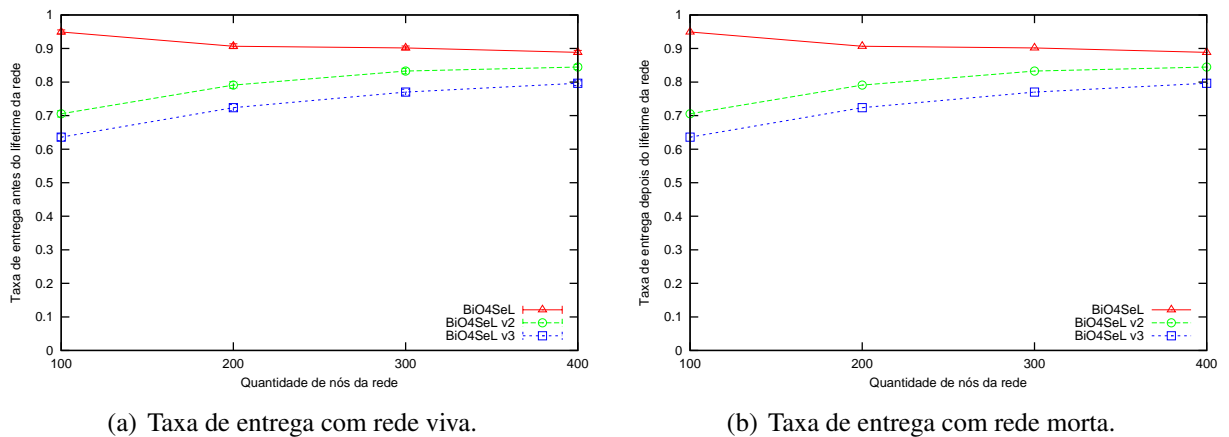 Taxa de entrega antes do lifetime da rede
1
0.9
0.8
0.7
0.6
0.5
0.4
0.3
0.2
0.1
0
100
200
300
400
Quantidade de nós da rede
BiO4SeL
BiO4SeL v2
BiO4SeL v3
(a) Taxa de entrega com rede viva.
Taxa de entrega depois do lifetime da rede
1
0.9
0.8
0.7
0.6
0.5
0.4
0.3
0.2
0.1
0
100
200
300
400
Quantidade de nós da rede
BiO4SeL
BiO4SeL v2
BiO4SeL v3
(b) Taxa de entrega com rede morta.